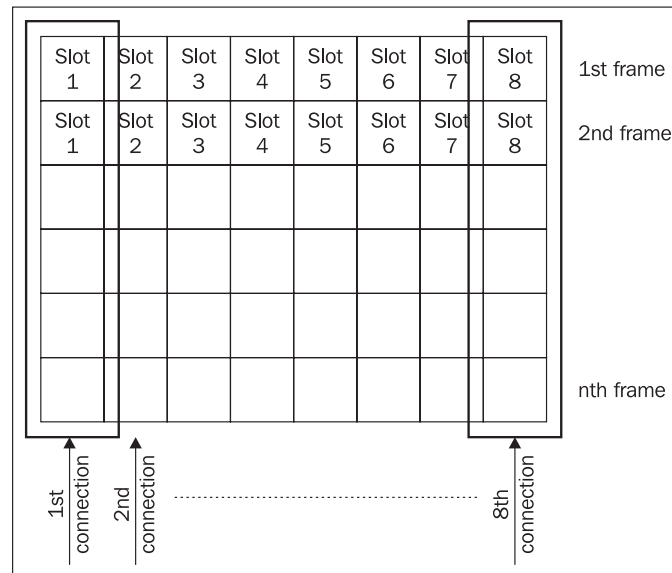 Slot Slot Slot Slot Slot Slot Slot Slot
1 2 3 4 5 6 7 8
1st frame
Slot Slot Slot Slot Slot Slot Slot Slot
1 2 3 4 5 6 7 8
2nd frame
nth frame
1st
connection
2nd
connection
8th
connection